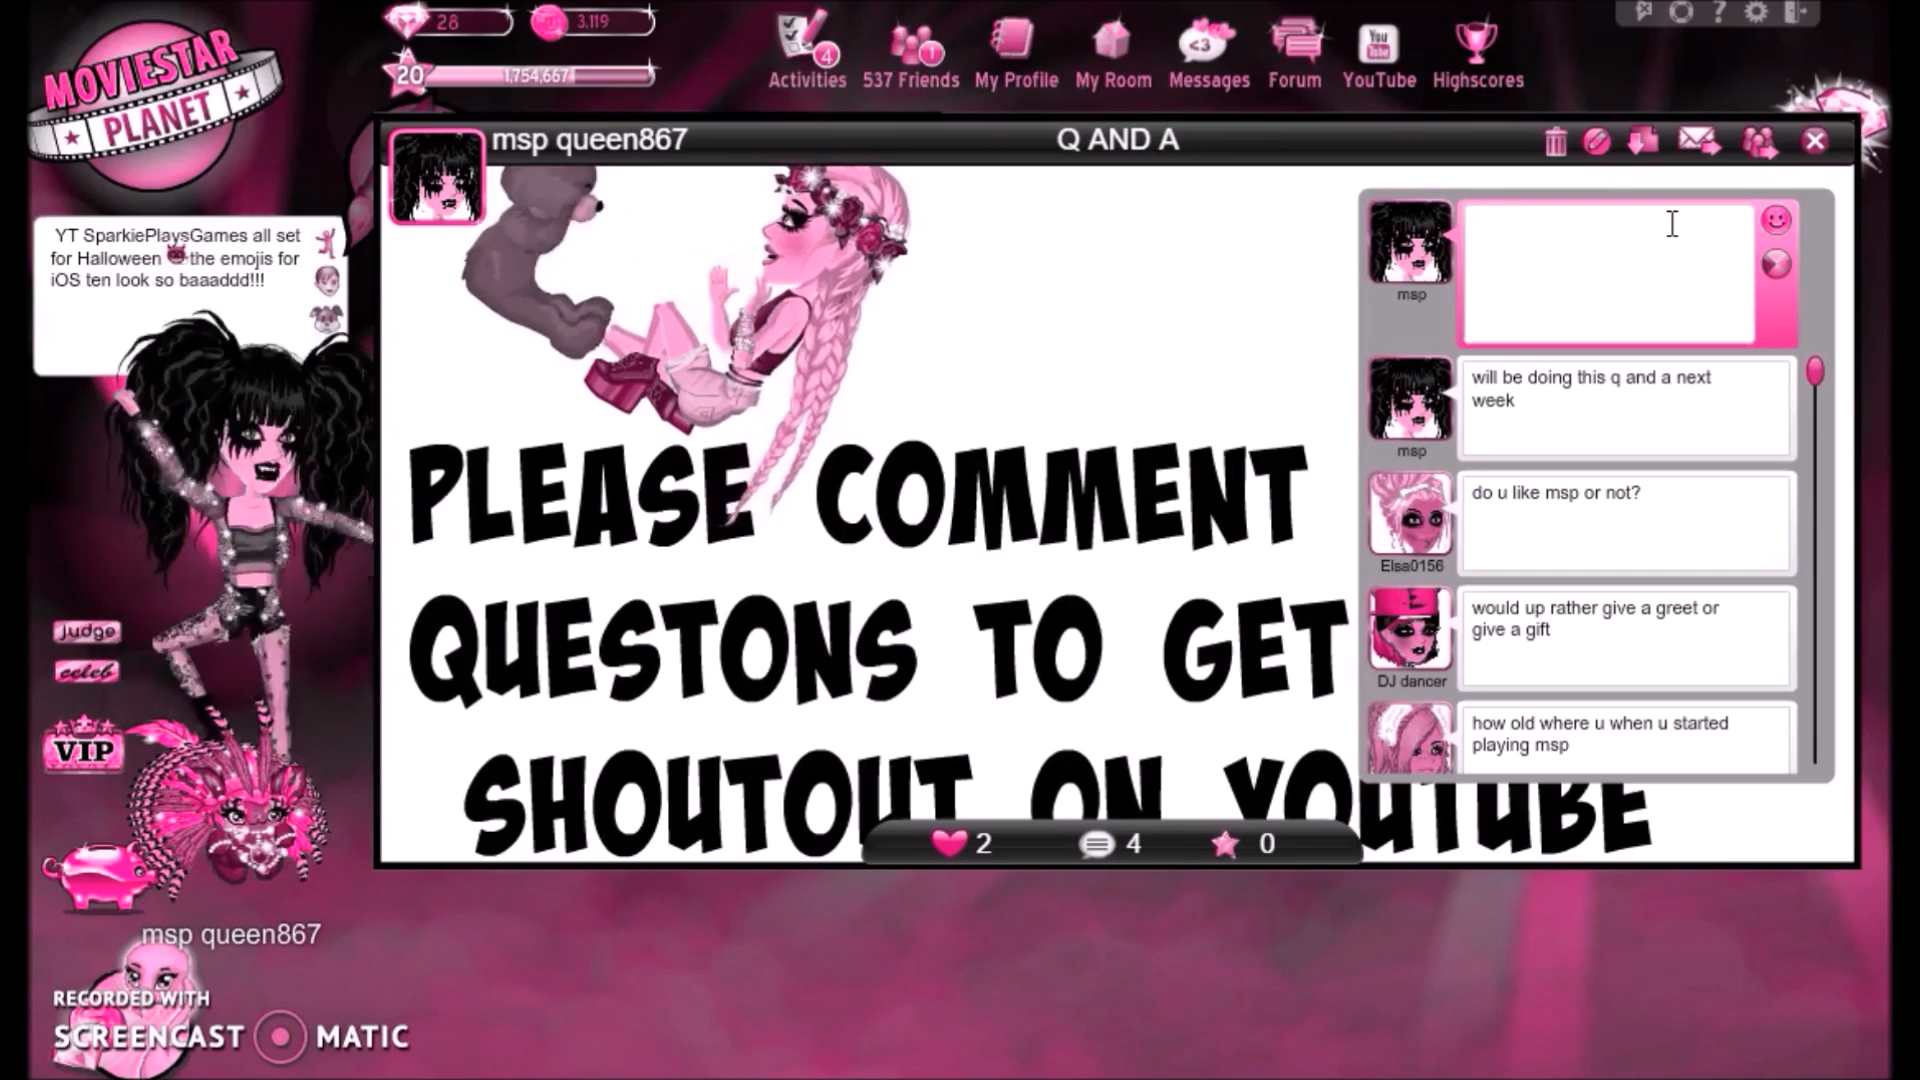 MOVIESTAR
PLANET
28
3.119
20
1,754,667
4
1
<3
You
Tube
Activities
537 Friends
My Profile
My Room
Messages
Forum
YouTube
Highscores
msp queen867
Q AND A
YT SparkiePlaysGames all set
for Halloween the emojis for
iOS ten look so baaaddd!!!
msp
will be doing this q and a next
week
msp
do u like msp or not?
Elsa0156
would up rather give a greet or
give a gift
DJ dancer
how old where u when u started
playing msp
PLEASE COMMENT
QUESTONS TO GET
SHOUTOUT ON YOUTUBE
2
4
0
judge
celeb
VIP
msp queen867
RECORDED WITH
SCREENCAST MATIC